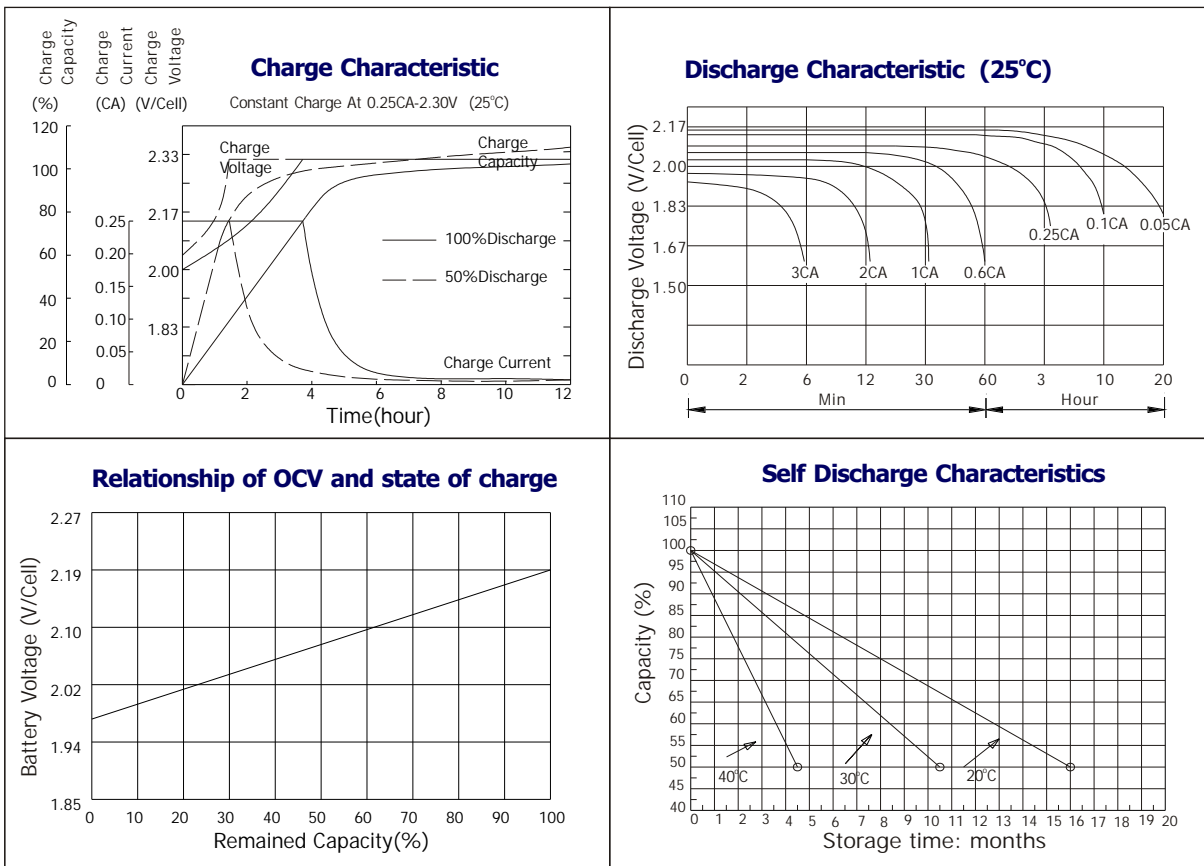 Charge Capacity
Charge Current
Charge Voltage
(%)
(CA)
(V/Cell)
Charge Characteristic
Constant Charge At 0.25CA-2.30V (25°C)
120
100
80
60
40
20
0
0.25
0.20
0.15
0.10
0.05
0
2.33
2.17
2.00
1.83
Charge Voltage
Charge Capacity
100%Discharge
50%Discharge
Charge Current
0 2 4 6 8 10 12
Time(hour)
Discharge Characteristic (25°C)
Discharge Voltage (V/Cell)
2.17
2.00
1.83
1.67
1.50
3CA 2CA 1CA 0.6CA 0.25CA 0.1CA 0.05CA
0 2 6 12 30 60 3 10 20
Min Hour
Relationship of OCV and state of charge
Battery Voltage (V/Cell)
2.27
2.19
2.10
2.02
1.94
1.85
0 10 20 30 40 50 60 70 80 90 100
Remained Capacity(%)
Self Discharge Characteristics
Capacity (%)
110
105
100
95
90
85
80
75
70
65
60
55
50
45
40
40°C 30°C 20°C
0 1 2 3 4 5 6 7 8 9 10 11 12 13 14 15 16 17 18 19 20
Storage time: months